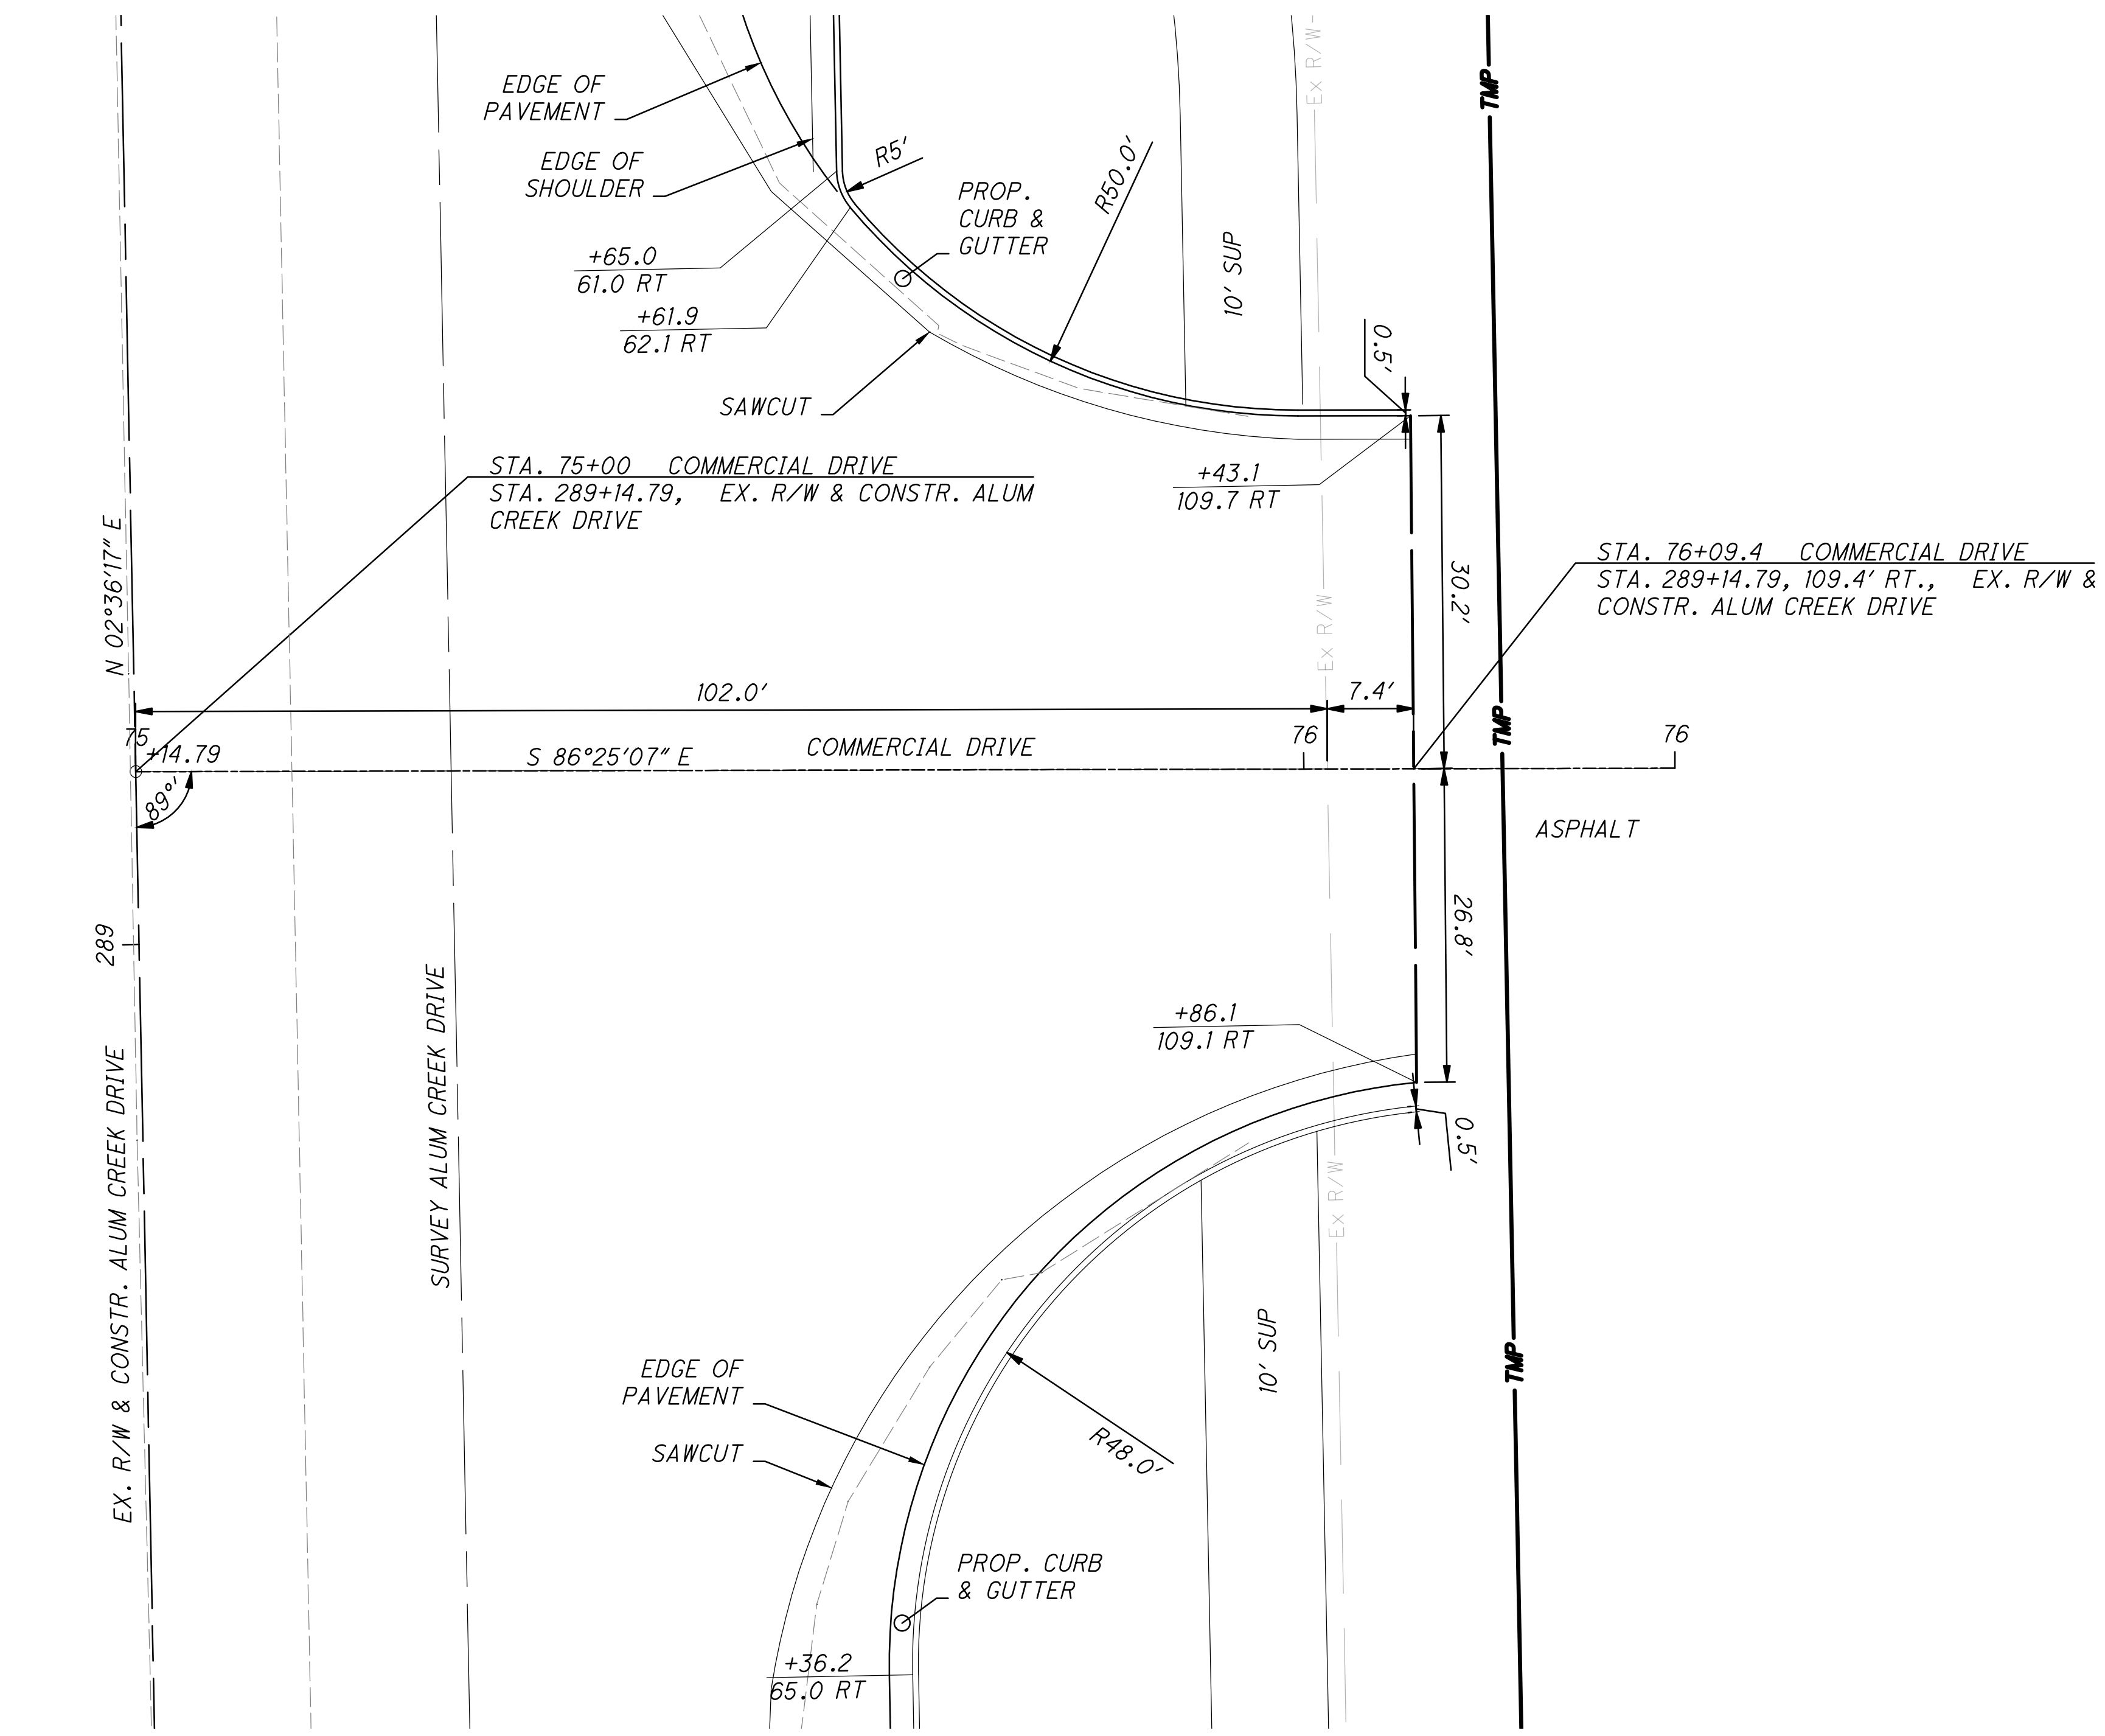 EDGE OF
PAVEMENT
EDGE OF
SHOULDER
R5'
PROP.
CURB &
GUTTER
R50.0'
Ex R/W
TMP
10' SUP
+65.0
61.0 RT
+61.9
62.1 RT
0.5'
SAWCUT
STA. 75+00 COMMERCIAL DRIVE
STA. 289+14.79, EX. R/W & CONSTR. ALUM
CREEK DRIVE
+43.1
109.7 RT
N 02°36'17" E
30.2'
STA. 76+09.4 COMMERCIAL DRIVE
STA. 289+14.79, 109.4' RT., EX. R/W &
CONSTR. ALUM CREEK DRIVE
Ex R/W
102.0'
7.4'
TMP
75
+14.79
S 86°25'07" E
COMMERCIAL DRIVE
76
76
89°'
ASPHALT
289
26.8'
SURVEY ALUM CREEK DRIVE
EX. R/W & CONSTR. ALUM CREEK DRIVE
+86.1
109.1 RT
0.5'
Ex R/W
10' SUP
TMP
EDGE OF
PAVEMENT
SAWCUT
R48.0'
PROP. CURB
& GUTTER
+36.2
65.0 RT